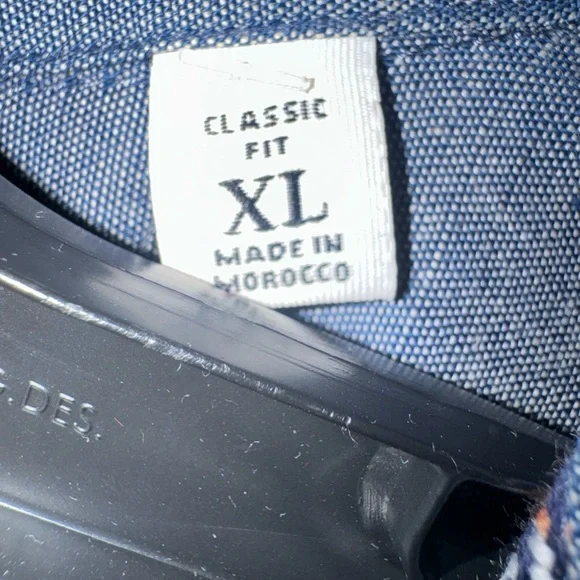 CLASSIC
FIT
XL
MADE IN
MOROCCO
. DES.